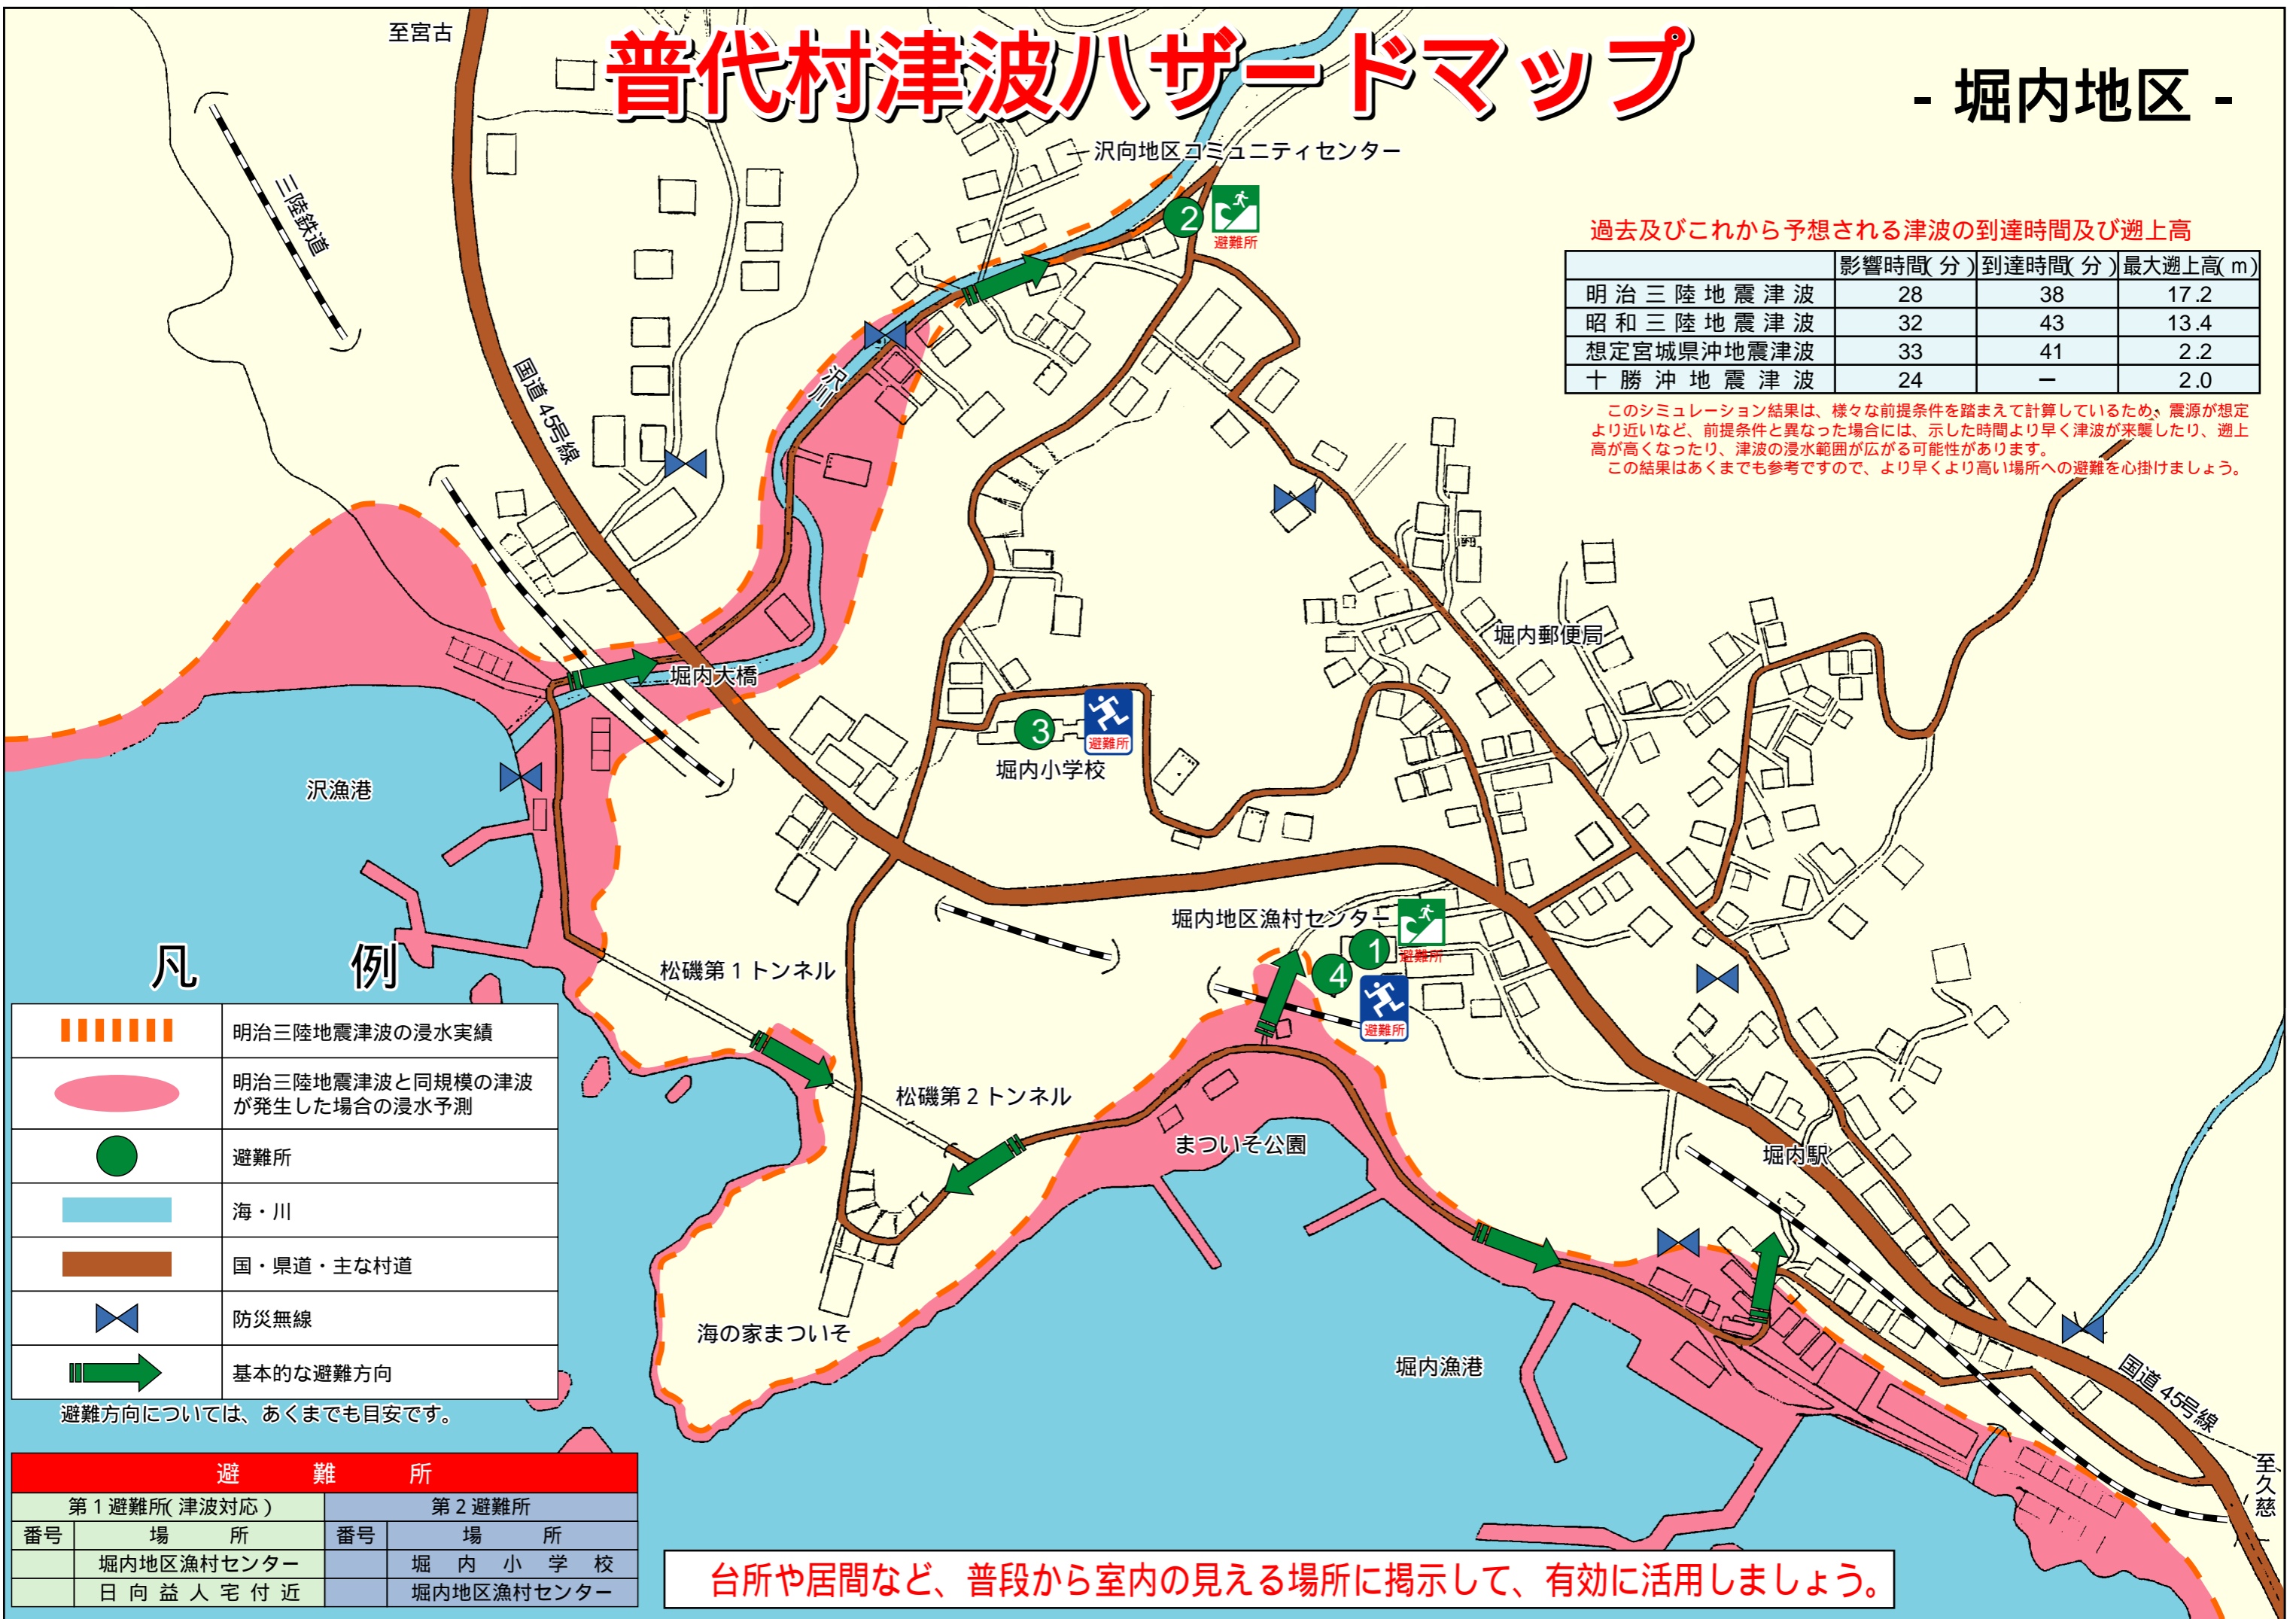 普代村津波ハザードマップ
- 堀内地区 -
至宮古
三陸鉄道
沢向地区コミュニティセンター
2
避難所
過去及びこれから予想される津波の到達時間及び遡上高
影響時間(分) 到達時間(分) 最大遡上高(m)
明治三陸地震津波 28 38 17.2
昭和三陸地震津波 32 43 13.4
想定宮城県沖地震津波 33 41 2.2
十勝沖地震津波 24 － 2.0
このシミュレーション結果は、様々な前提条件を踏まえて計算しているため、震源が想定
より近いなど、前提条件と異なった場合には、示した時間より早く津波が来襲したり、遡上
高が高くなったり、津波の浸水範囲が広がる可能性があります。
この結果はあくまでも参考ですので、より早くより高い場所への避難を心掛けましょう。
国道45号線
沢川
堀内郵便局
堀内大橋
3
避難所
堀内小学校
沢漁港
堀内地区漁村センター
1
避難所
4
避難所
松磯第1トンネル
松磯第2トンネル
まついそ公園
堀内駅
海の家まついそ
堀内漁港
国道45号線
至久慈
凡例
明治三陸地震津波の浸水実績
明治三陸地震津波と同規模の津波
が発生した場合の浸水予測
避難所
海・川
国・県道・主な村道
防災無線
基本的な避難方向
避難方向については、あくまでも目安です。
避難所
第1避難所(津波対応) 第2避難所
番号 場所 番号 場所
堀内地区漁村センター 堀内小学校
日向益人宅付近 堀内地区漁村センター
台所や居間など、普段から室内の見える場所に掲示して、有効に活用しましょう。